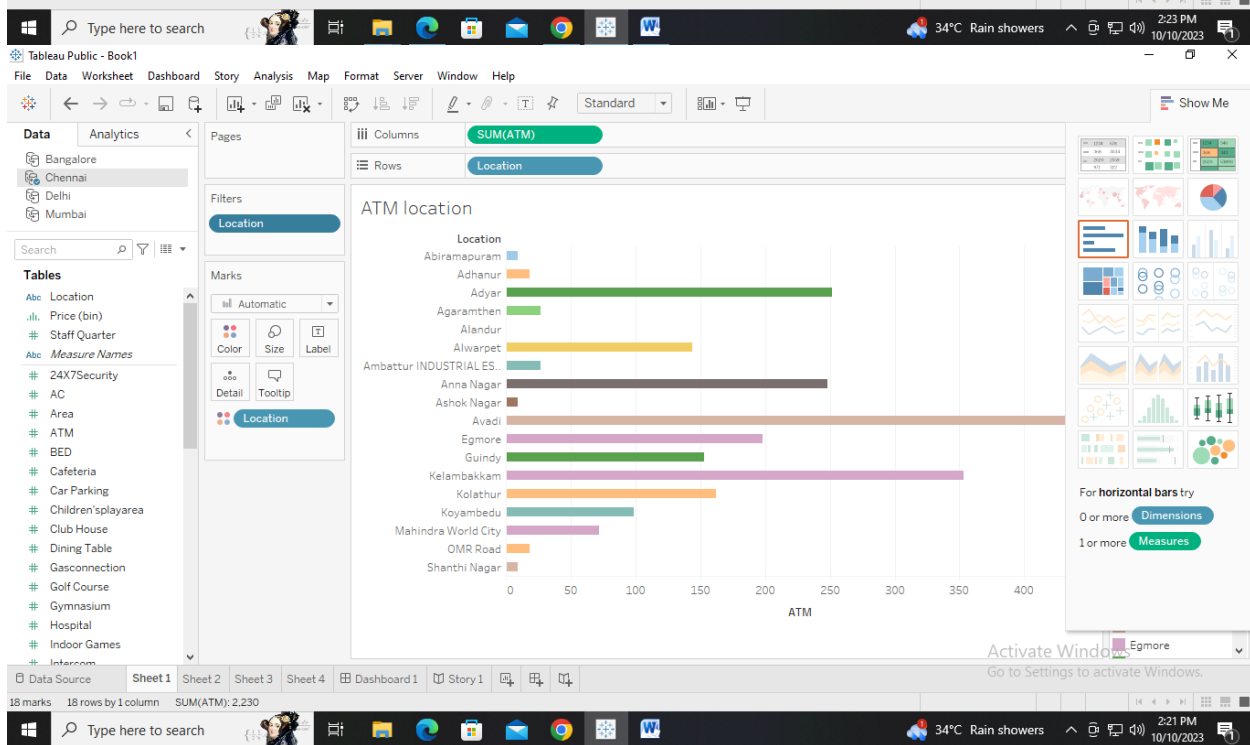 Type here to search
34°C Rain showers
2:23 PM
10/10/2023
1
Tableau Public - Book1
File Data Worksheet Dashboard Story Analysis Map Format Server Window Help
Standard
Show Me
Data Analytics
Bangalore
Chennai
Delhi
Mumbai
Search
Tables
Abc Location
Price (bin)
# Staff Quarter
Abc Measure Names
# 24X7Security
# AC
# Area
# ATM
# BED
# Cafeteria
# Car Parking
# Children'splayarea
# Club House
# Dining Table
# Gasconnection
# Golf Course
# Gymnasium
# Hospital
# Indoor Games
# Intercom
Pages
Filters
Location
Marks
Automatic
Color Size Label
Detail Tooltip
Location
iii Columns SUM(ATM)
Rows Location
ATM location
Location
Abiramapuram
Adhanur
Adyar
Agaramthen
Alandur
Alwarpet
Ambattur INDUSTRIAL ES..
Anna Nagar
Ashok Nagar
Avadi
Egmore
Guindy
Kelambakkam
Kolathur
Koyambedu
Mahindra World City
OMR Road
Shanthi Nagar
0 50 100 150 200 250 300 350 400
ATM
For horizontal bars try
0 or more Dimensions
1 or more Measures
Egmore
Activate Windows
Go to Settings to activate Windows.
Data Source Sheet 1 Sheet 2 Sheet 3 Sheet 4 Dashboard 1 Story 1
18 marks 18 rows by 1 column SUM(ATM): 2,230
Type here to search
34°C Rain showers
2:21 PM
10/10/2023
1